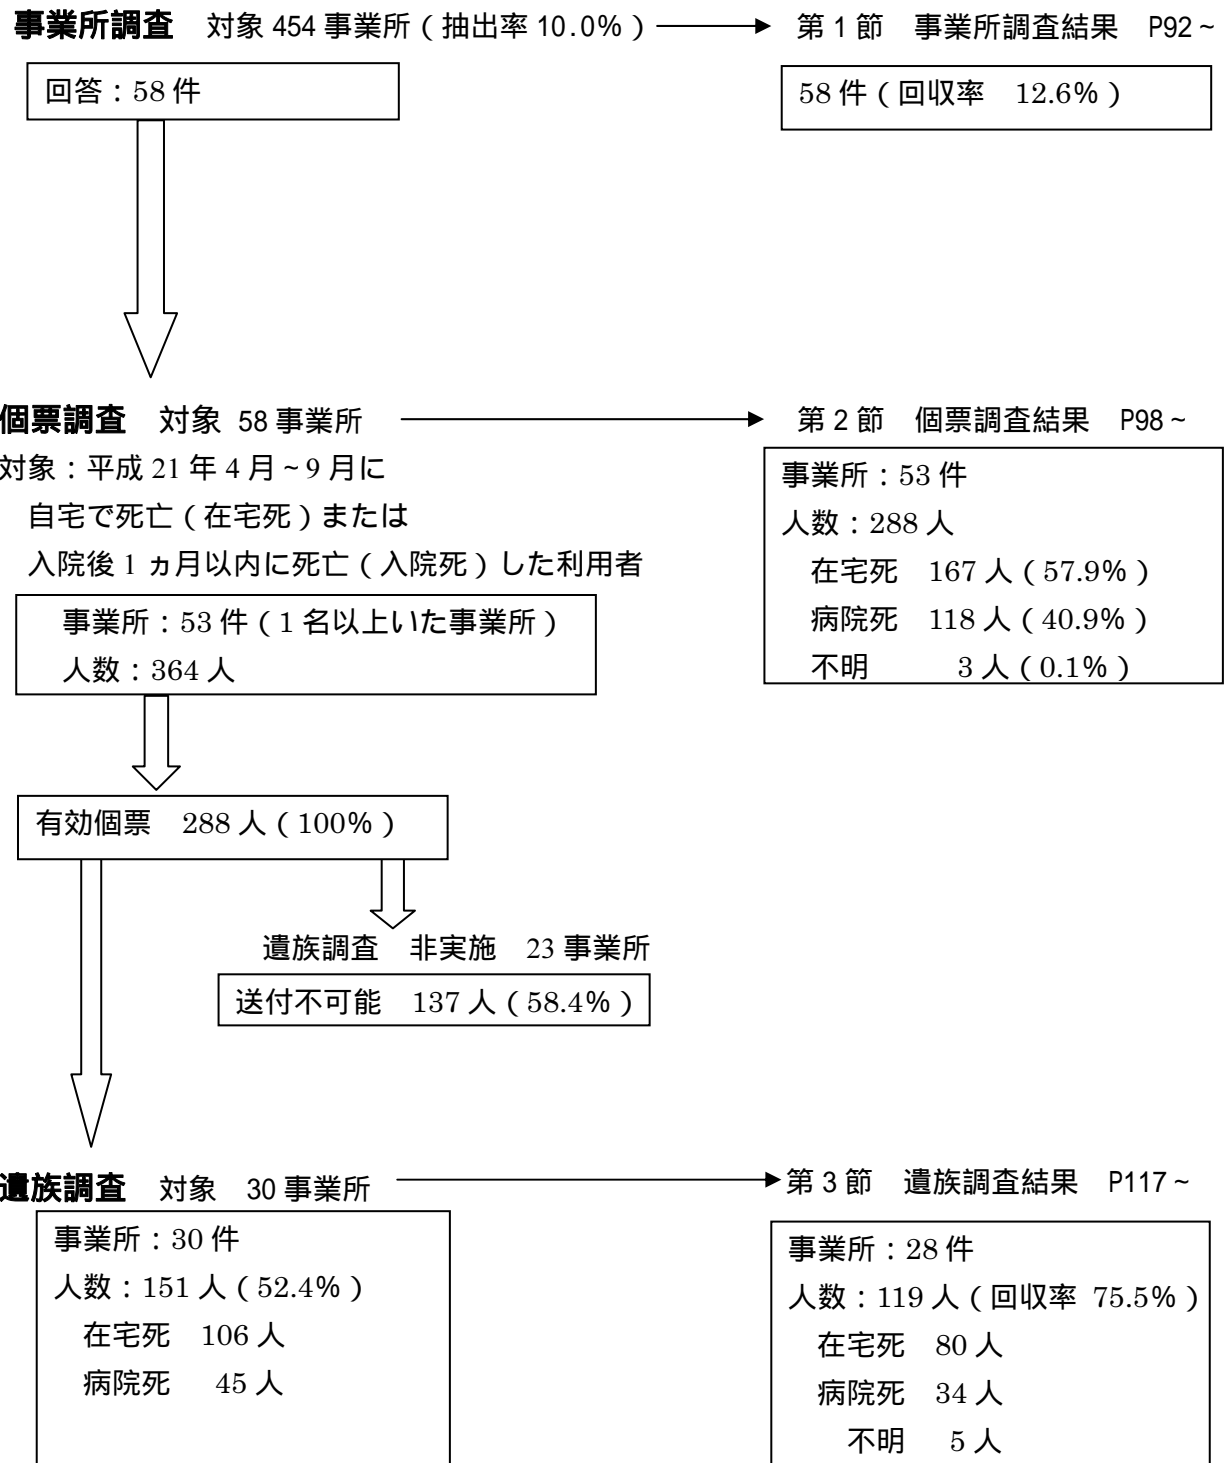 事業所調査　対象 454 事業所（抽出率 10.0%）
第 1 節　事業所調査結果　P92～
回答：58 件
58 件（回収率　12.6%）
個票調査　対象 58 事業所
第 2 節　個票調査結果　P98～
対象：平成 21 年 4 月～9 月に
自宅で死亡（在宅死）または
入院後 1 ヵ月以内に死亡（入院死）した利用者
事業所：53 件（1 名以上いた事業所）
人数：364 人
事業所：53 件
人数：288 人
在宅死　167 人（57.9%）
病院死　118 人（40.9%）
不明　3 人（0.1%）
有効個票　288 人（100%）
遺族調査　非実施　23 事業所
送付不可能　137 人（58.4%）
遺族調査　対象　30 事業所
第 3 節　遺族調査結果　P117～
事業所：30 件
人数：151 人（52.4%）
在宅死　106 人
病院死　45 人
事業所：28 件
人数：119 人（回収率 75.5%）
在宅死　80 人
病院死　34 人
不明　5 人